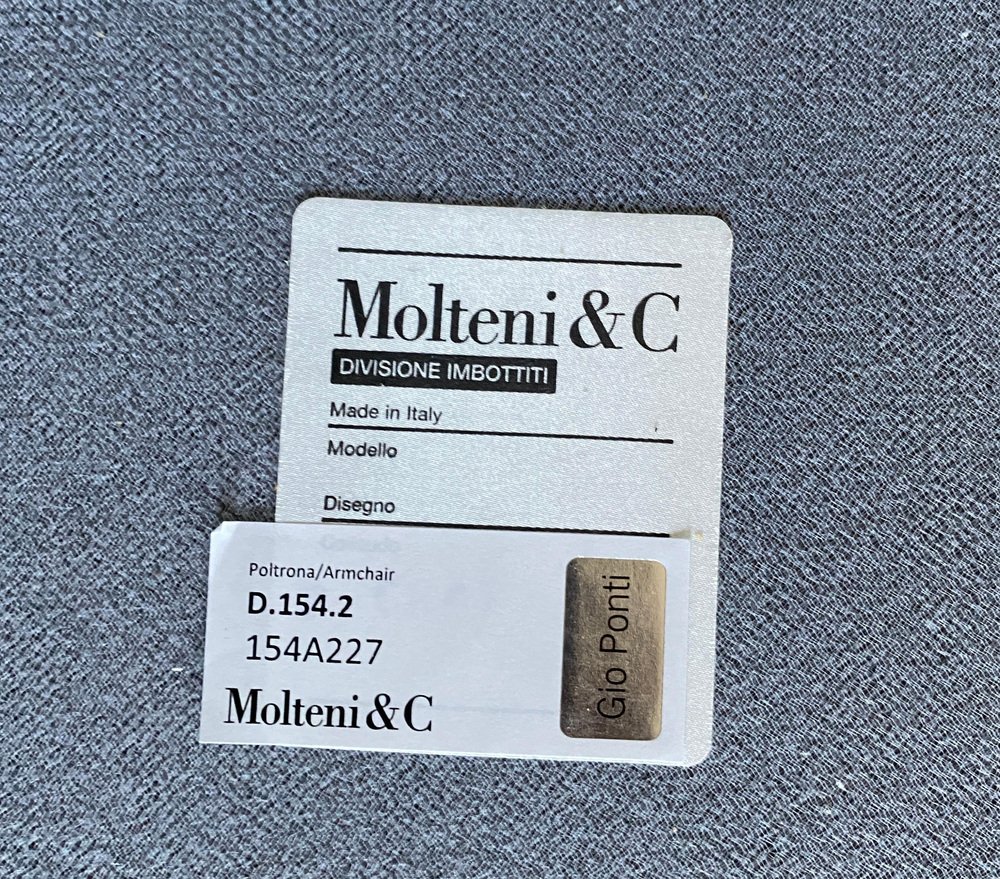 Molteni & C
DIVISIONE IMBOTTITI
Made in Italy
Modello
Disegno
Poltrona/Armchair
D.154.2
154A227
Molteni & C
Gio Ponti